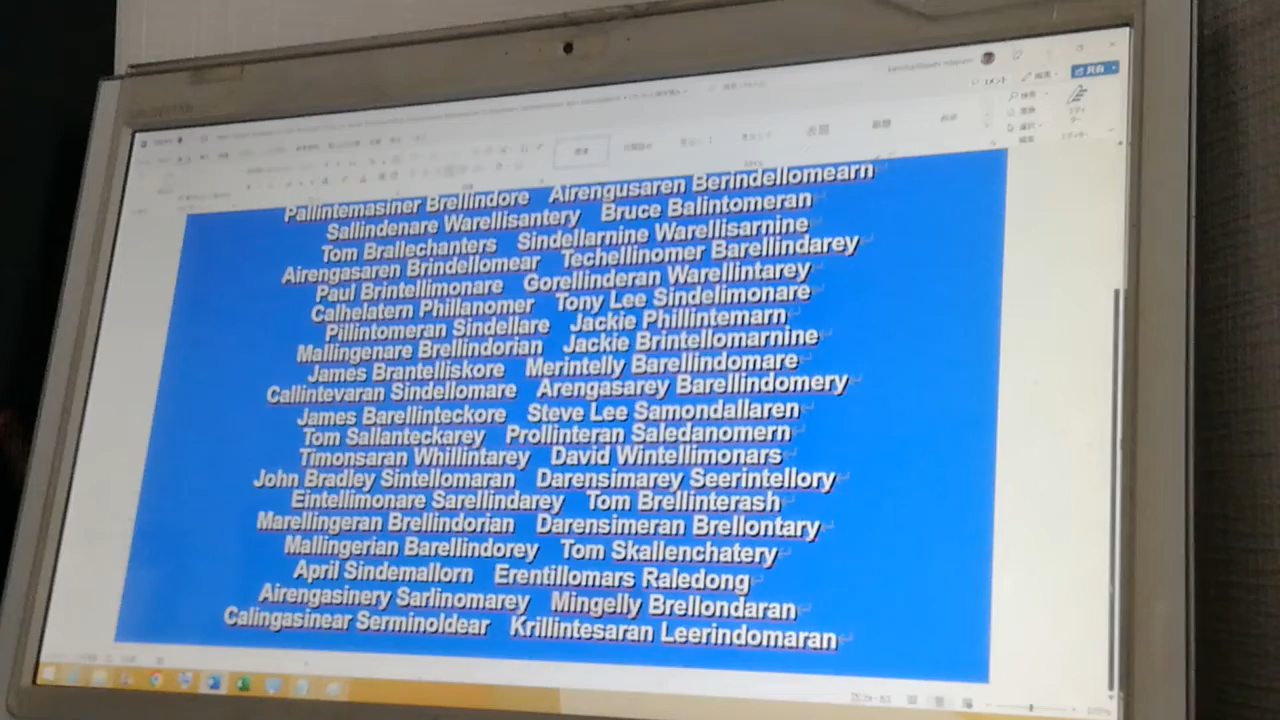 共有
Pallintemasiner Brellindore Airengusaren Berindellomearn
Sallindenare Warellisantery Bruce Balintomeran
Tom Brallechanters Sindellarnine Warellisarnine
Airengasaren Brindellomear Techellinomer Barellindarey
Paul Brintellimonare Gorellinderan Warellintarey
Calhelatern Phillanomer Tony Lee Sindelimonare
Pillintomeran Sindellare Jackie Phillintemarn
Mallingenare Brellindorian Jackie Brintellomarnine
James Brantelliskore Merintelly Barellindomare
Callintevaran Sindellomare Arengasarey Barellindomery
James Barellinteckore Steve Lee Samondallaren
Tom Sallanteckarey Prollinteran Saledanomern
Timonsaran Whillintarey David Wintellimonars
John Bradley Sintellomaran Darensimarey Seerintellory
Eintellimonare Sarellindarey Tom Brellinterash
Marellingeran Brellindorian Darensimeran Brellontary
Mallingerian Barellindorey Tom Skallenchatery
April Sindemallorn Erentillomars Raledong
Airengasinery Sarlinomarey Mingelly Brellondaran
Calingasinear Serminoldear Krillintesaran Leerindomaran